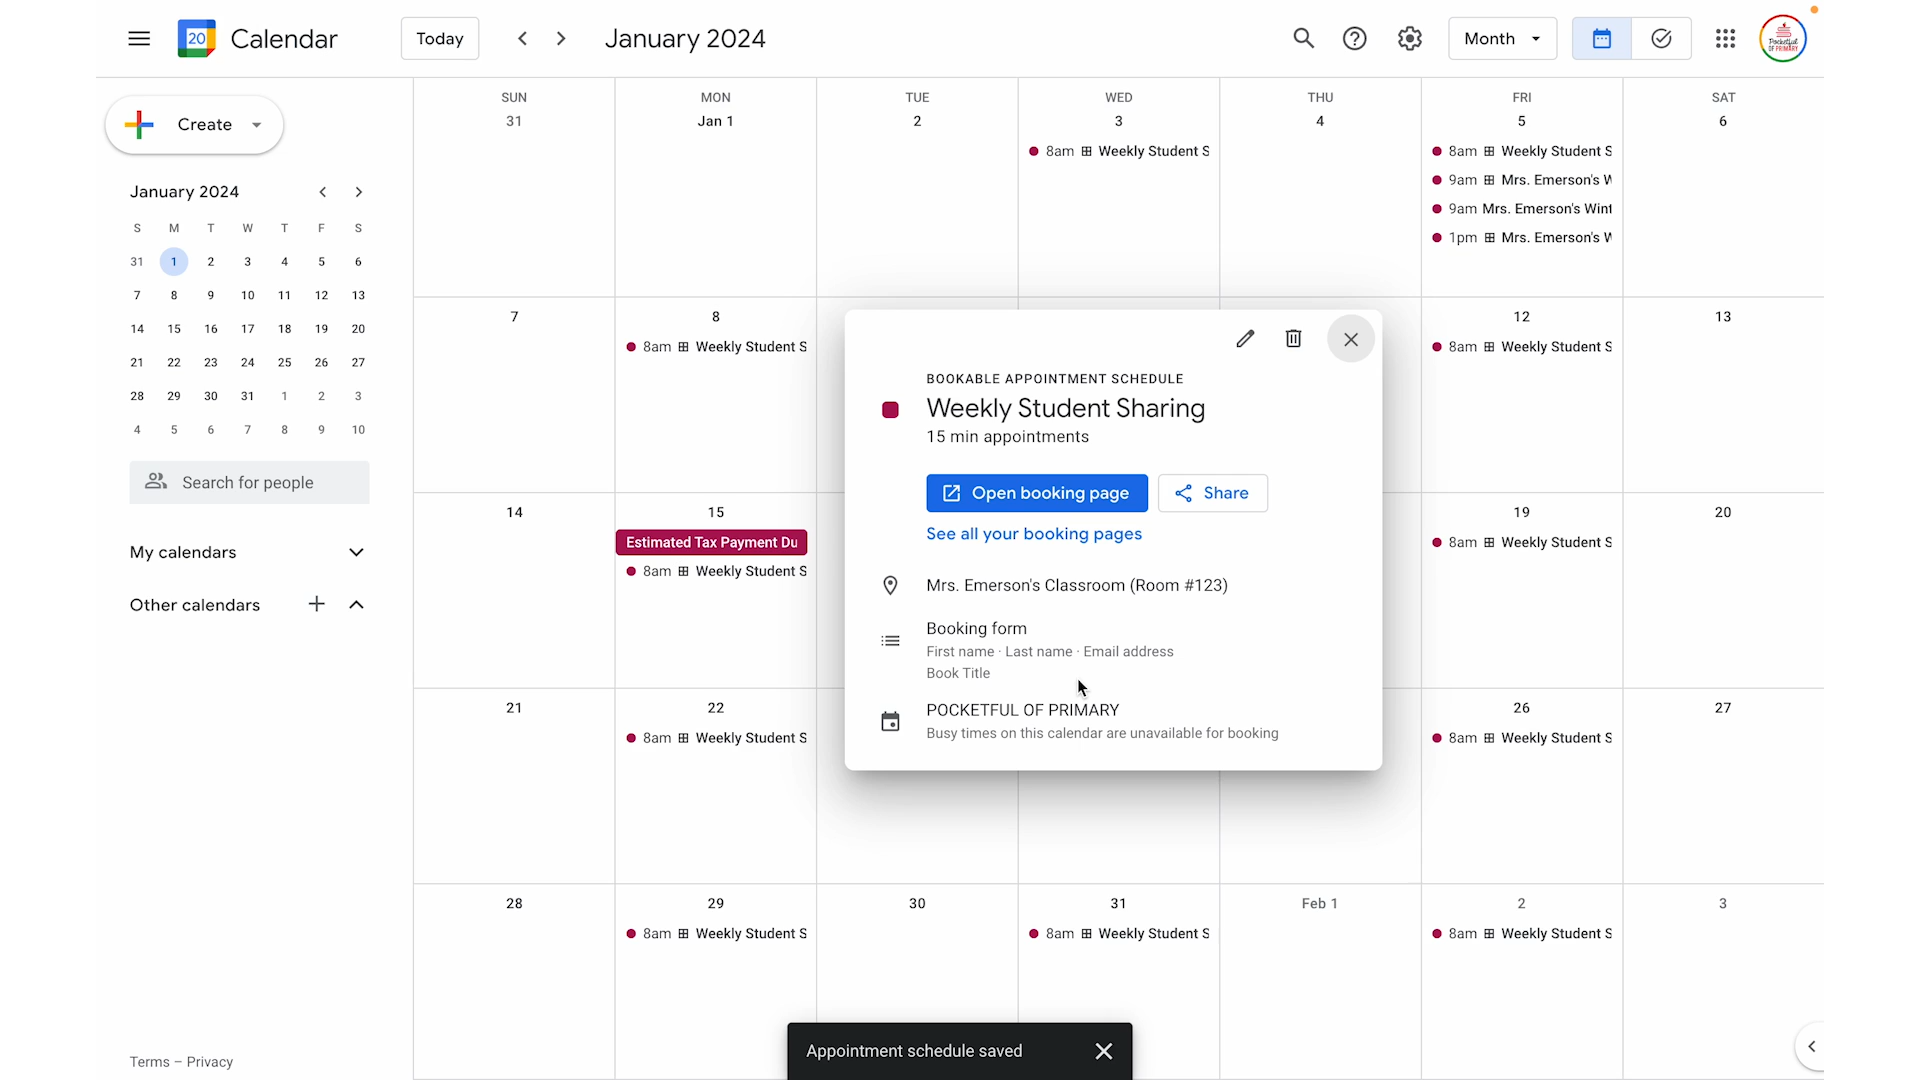 20 Calendar Today January 2024 Month
Pocketful
OF PRIMARY
Create
January 2024
S M T W T F S
31 1 2 3 4 5 6
7 8 9 10 11 12 13
14 15 16 17 18 19 20
21 22 23 24 25 26 27
28 29 30 31 1 2 3
4 5 6 7 8 9 10
Search for people
My calendars
Other calendars
Terms – Privacy
SUN MON TUE WED THU FRI SAT
31 Jan 1 2 3 4 5 6
8am Weekly Student S
8am Weekly Student S
9am Mrs. Emerson's W
9am Mrs. Emerson's Wint
1pm Mrs. Emerson's W
7 8 12 13
8am Weekly Student S
8am Weekly Student S
14 15 19 20
Estimated Tax Payment Du
8am Weekly Student S
8am Weekly Student S
21 22 26 27
8am Weekly Student S
8am Weekly Student S
28 29 30 31 Feb 1 2 3
8am Weekly Student S
8am Weekly Student S
8am Weekly Student S
BOOKABLE APPOINTMENT SCHEDULE
Weekly Student Sharing
15 min appointments
Open booking page
Share
See all your booking pages
Mrs. Emerson's Classroom (Room #123)
Booking form
First name · Last name · Email address
Book Title
POCKETFUL OF PRIMARY
Busy times on this calendar are unavailable for booking
Appointment schedule saved